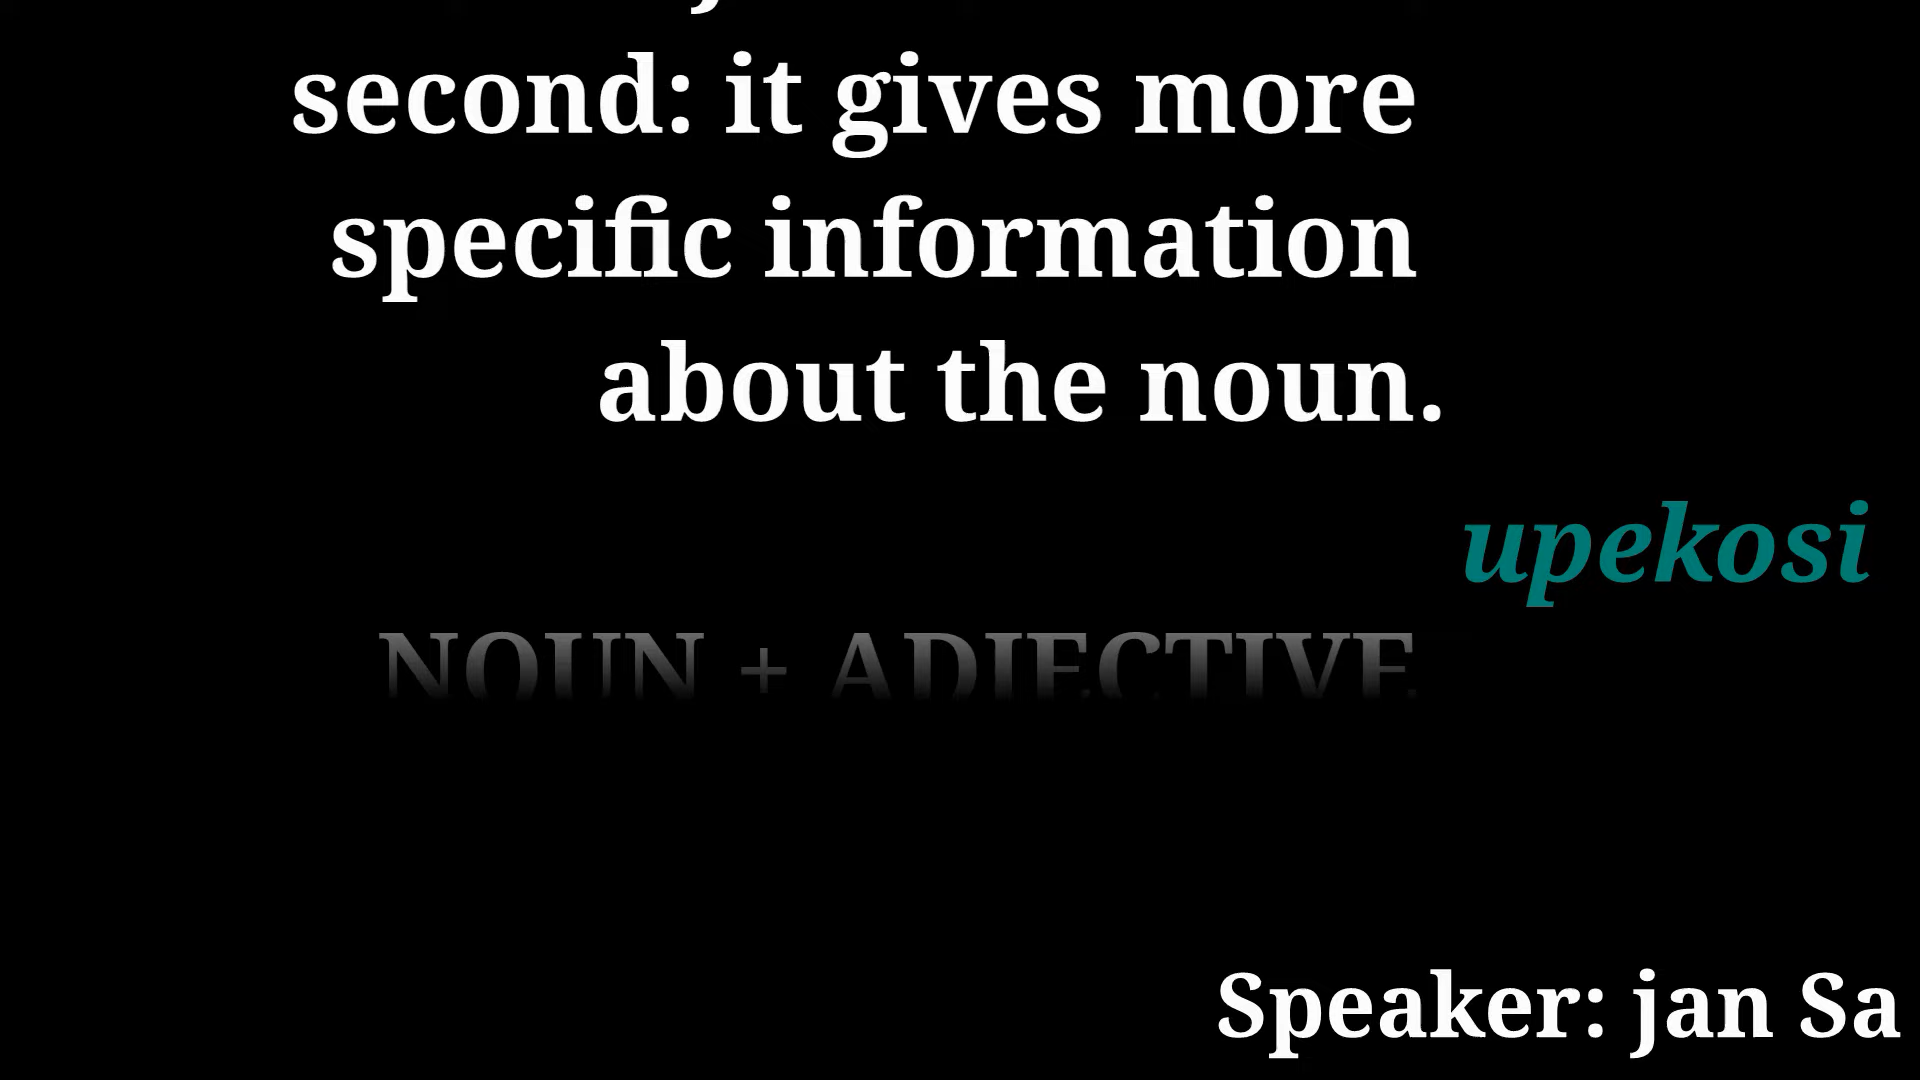 second: it gives more
specific information
about the noun.
upekosi
NOUN + ADJECTIVE
Speaker: jan Sa